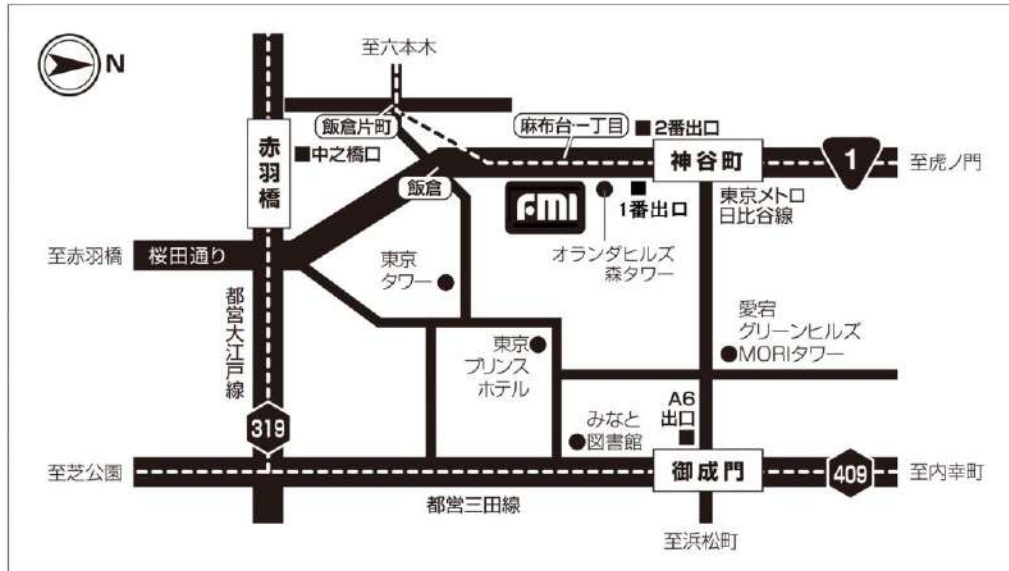 N
至六本木
飯倉片町
麻布台一丁目
2番出口
赤羽橋
中之橋口
神谷町
1
至虎ノ門
飯倉
FMI
1番出口
東京メトロ
日比谷線
至赤羽橋
桜田通り
東京
タワー
オランダヒルズ
森タワー
都営大江戸線
愛宕
グリーンヒルズ
MORIタワー
東京
プリンス
ホテル
A6
出口
319
みなと
図書館
至芝公園
御成門
409
至内幸町
都営三田線
至浜松町